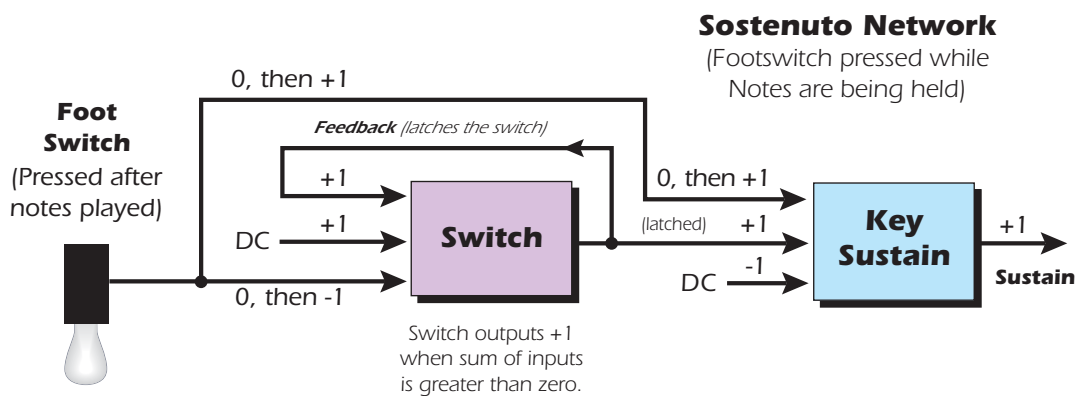 Sostenuto Network
(Footswitch pressed while
Notes are being held)
0, then +1
Foot
Switch
(Pressed after
notes played)
Feedback (latches the switch)
+1
DC
+1
0, then -1
Switch
Switch outputs +1
when sum of inputs
is greater than zero.
0, then +1
(latched)
+1
DC
-1
Key
Sustain
+1
Sustain